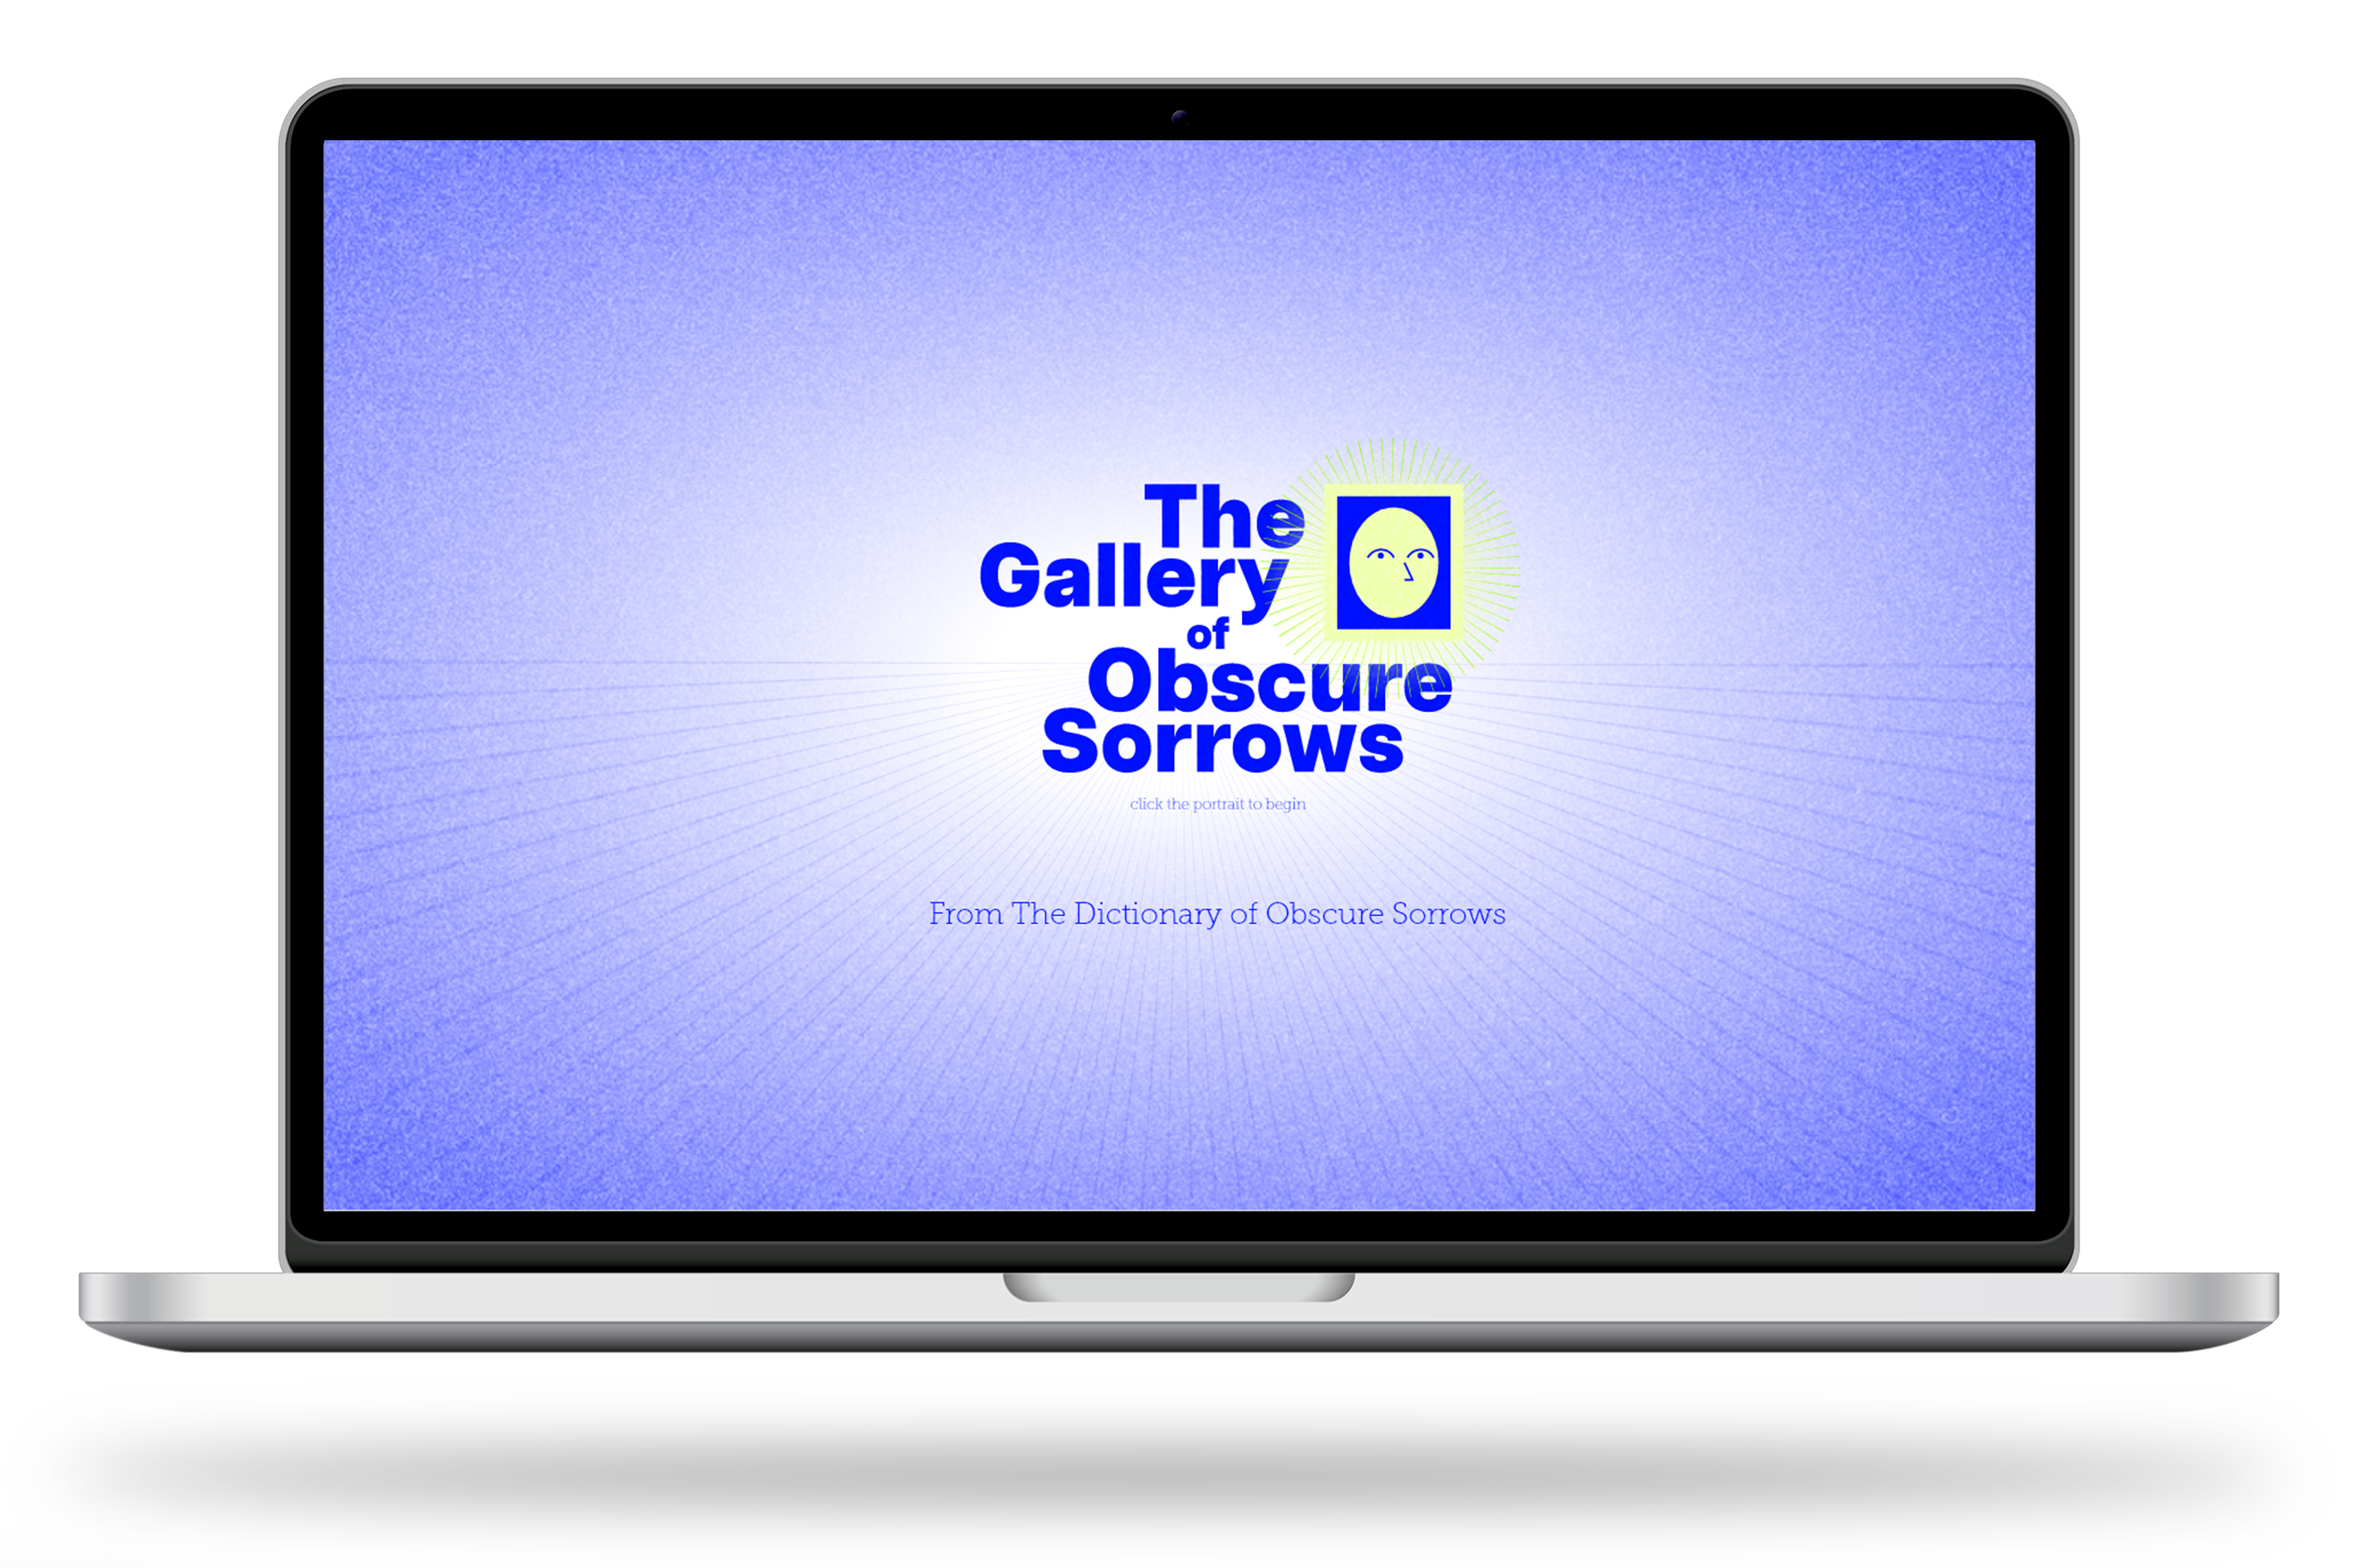 The
Gallery
of
Obscure
Sorrows
click the portrait to begin
From The Dictionary of Obscure Sorrows